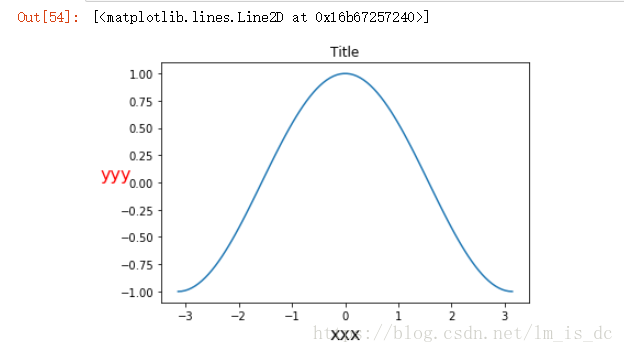 Out[54]: [<matplotlib.lines.Line2D at 0x16b67257240>]
Title
1.00
0.75
0.50
0.25
yyy
0.00
−0.25
−0.50
−0.75
−1.00
−3 −2 −1 0 1 2 3
xxx
https://blog.csdn.net/lm_is_dc